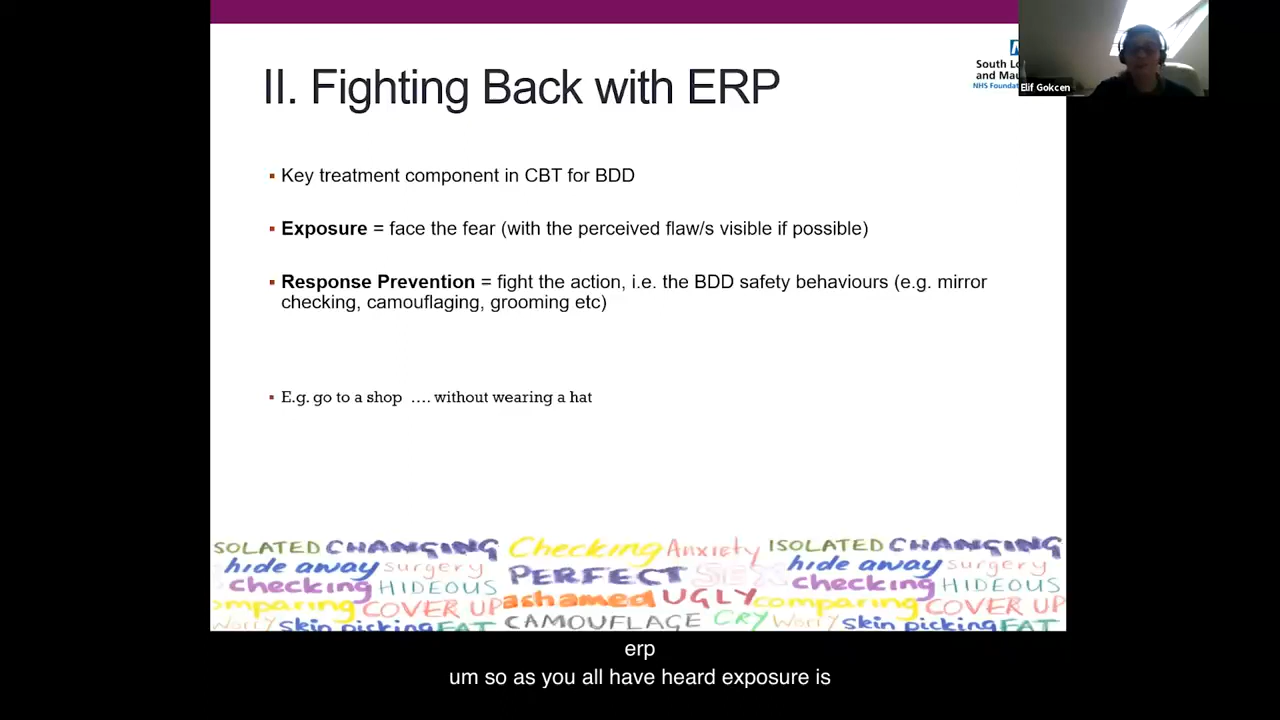 II. Fighting Back with ERP
South Lo
and Mau
NHS Foundat
Elif Gokcen
▪ Key treatment component in CBT for BDD
▪ Exposure = face the fear (with the perceived flaw/s visible if possible)
▪ Response Prevention = fight the action, i.e. the BDD safety behaviours (e.g. mirror
checking, camouflaging, grooming etc)
▪ E.g. go to a shop …. without wearing a hat
SOLATED CHANGING Checking Anxiety ISOLATED CHANGING
hide away surgery PERFECT hide away surgery
checking HIDEOUS checking HIDEOUS
omparing COVER UP ashamed UGLY comparing COVER UP
Worry Skin picking FAT CAMOUFLAGE CRY Worry Skin picking FAT
erp
um so as you all have heard exposure is